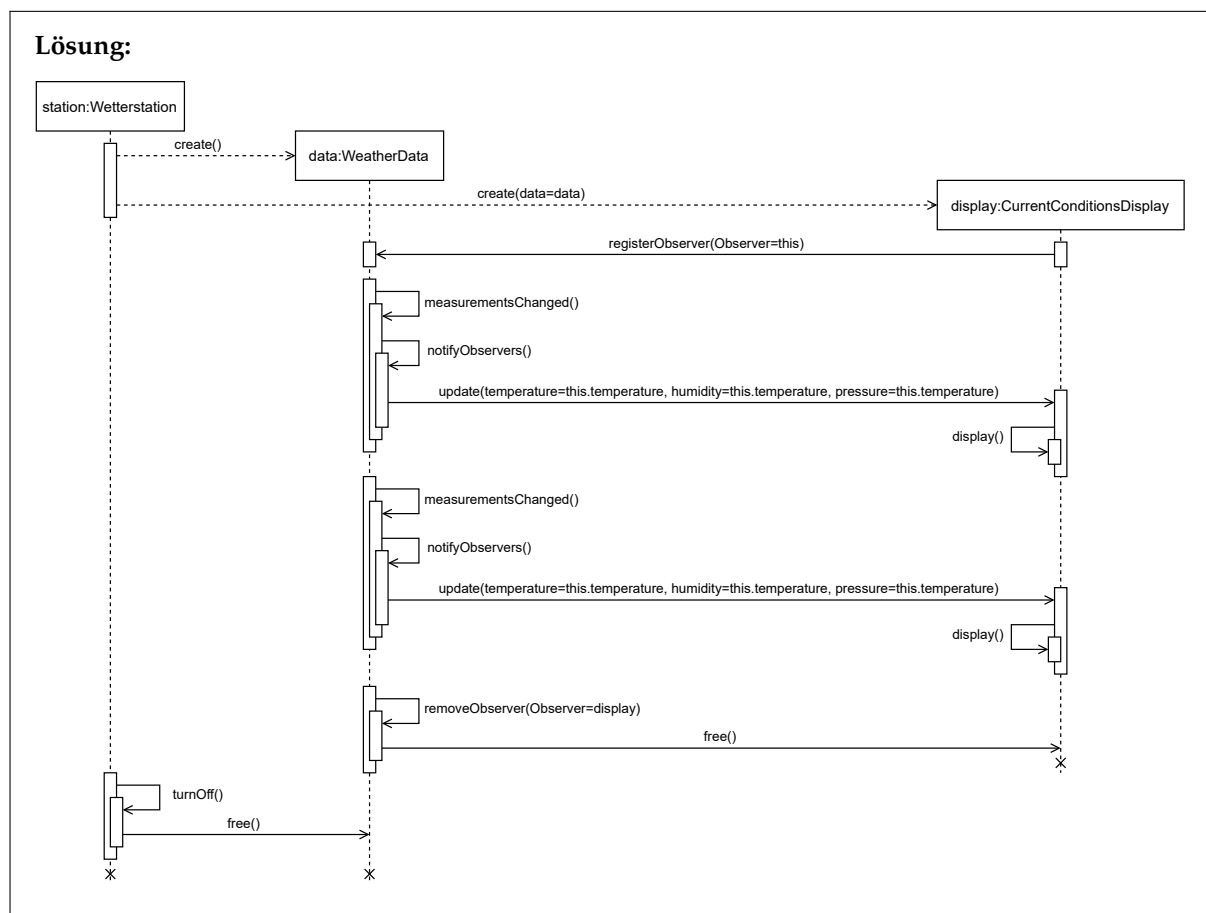 Lösung:
station:Wetterstation
create()
data:WeatherData
create(data=data)
display:CurrentConditionsDisplay
registerObserver(Observer=this)
measurementsChanged()
notifyObservers()
update(temperature=this.temperature, humidity=this.temperature, pressure=this.temperature)
display()
measurementsChanged()
notifyObservers()
update(temperature=this.temperature, humidity=this.temperature, pressure=this.temperature)
display()
removeObserver(Observer=display)
free()
turnOff()
free()